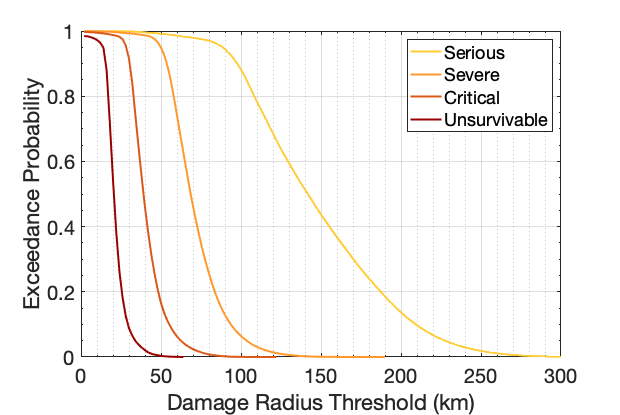 1
0.8
0.6
0.4
0.2
0
0 50 100 150 200 250 300
Exceedance Probability
Damage Radius Threshold (km)
Serious
Severe
Critical
Unsurvivable